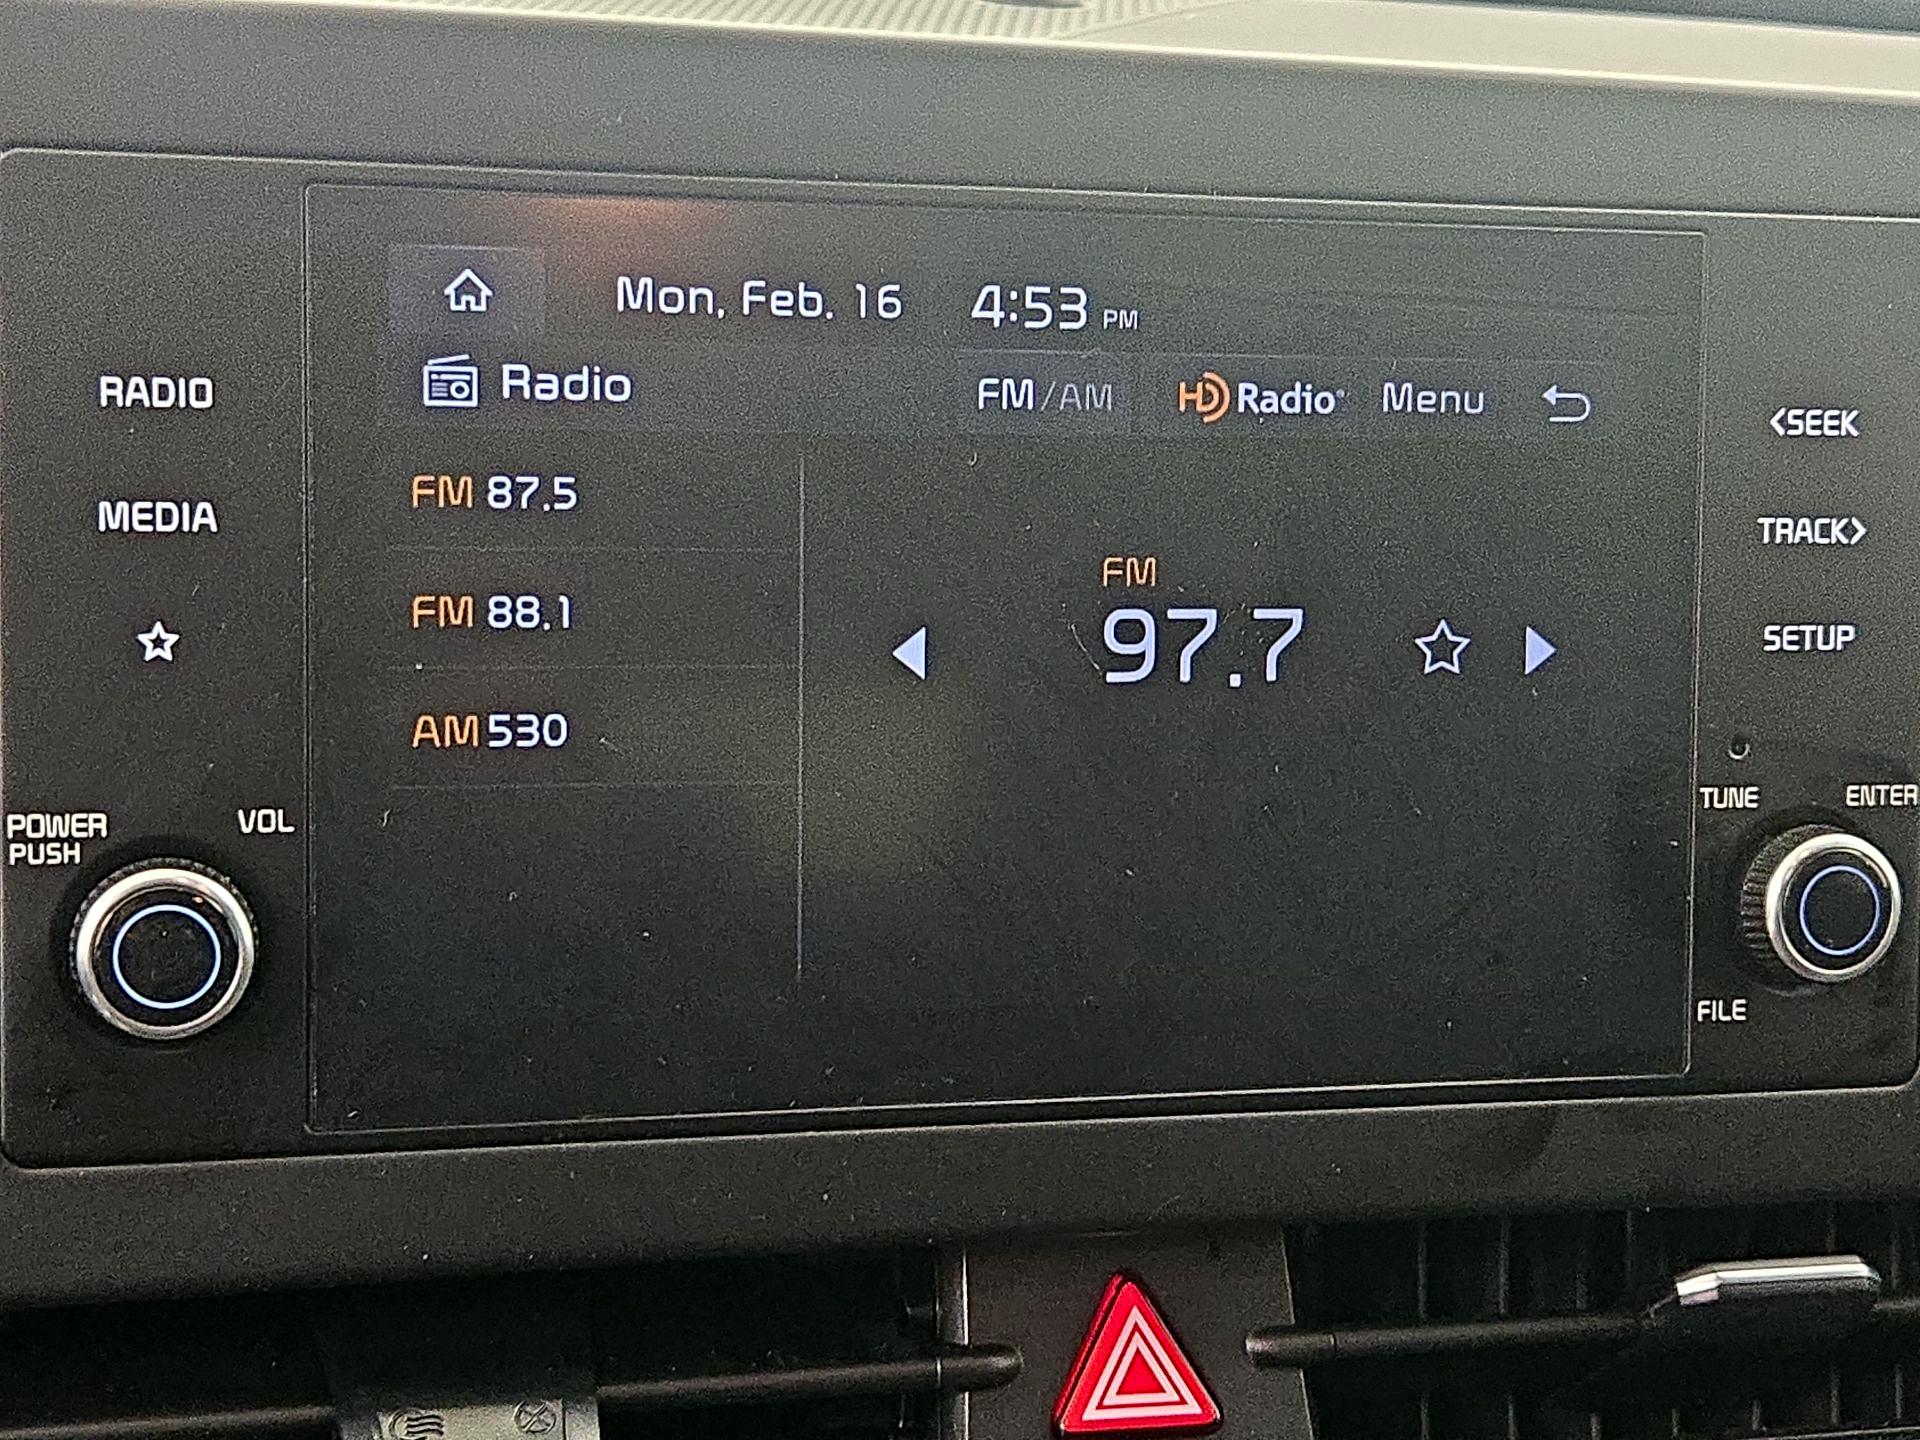 Mon, Feb. 16 4:53 PM
Radio FM/AM HD Radio Menu
RADIO
MEDIA
POWER
PUSH
VOL
FM 87.5
FM 88.1
AM 530
FM
97.7
<SEEK
TRACK>
SETUP
TUNE
ENTER
FILE